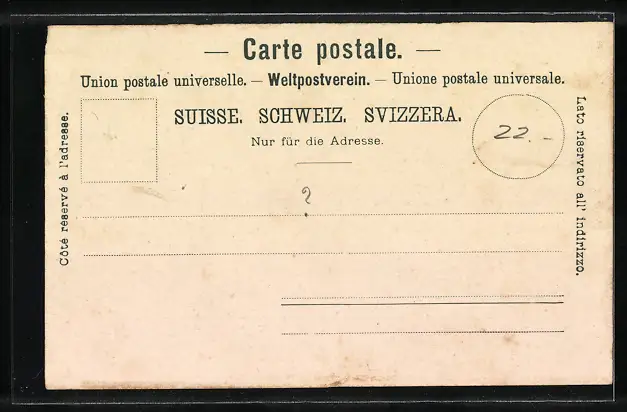 — Carte postale. —
Union postale universelle. — Weltpostverein. — Unione postale universale.
SUISSE. SCHWEIZ. SVIZZERA.
Nur für die Adresse.
Côté réservé à l'adresse.
Lato riservato all' indirizzo.
22.-
?